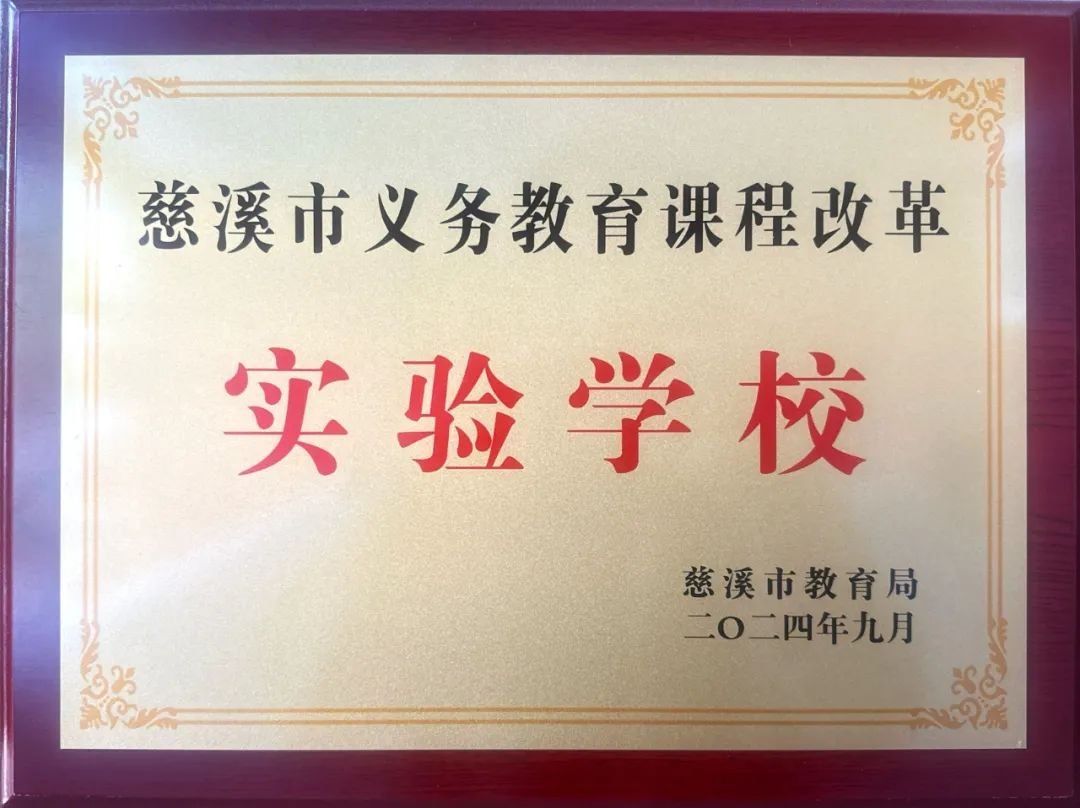 慈溪市义务教育课程改革
实验学校
慈溪市教育局
二〇二四年九月